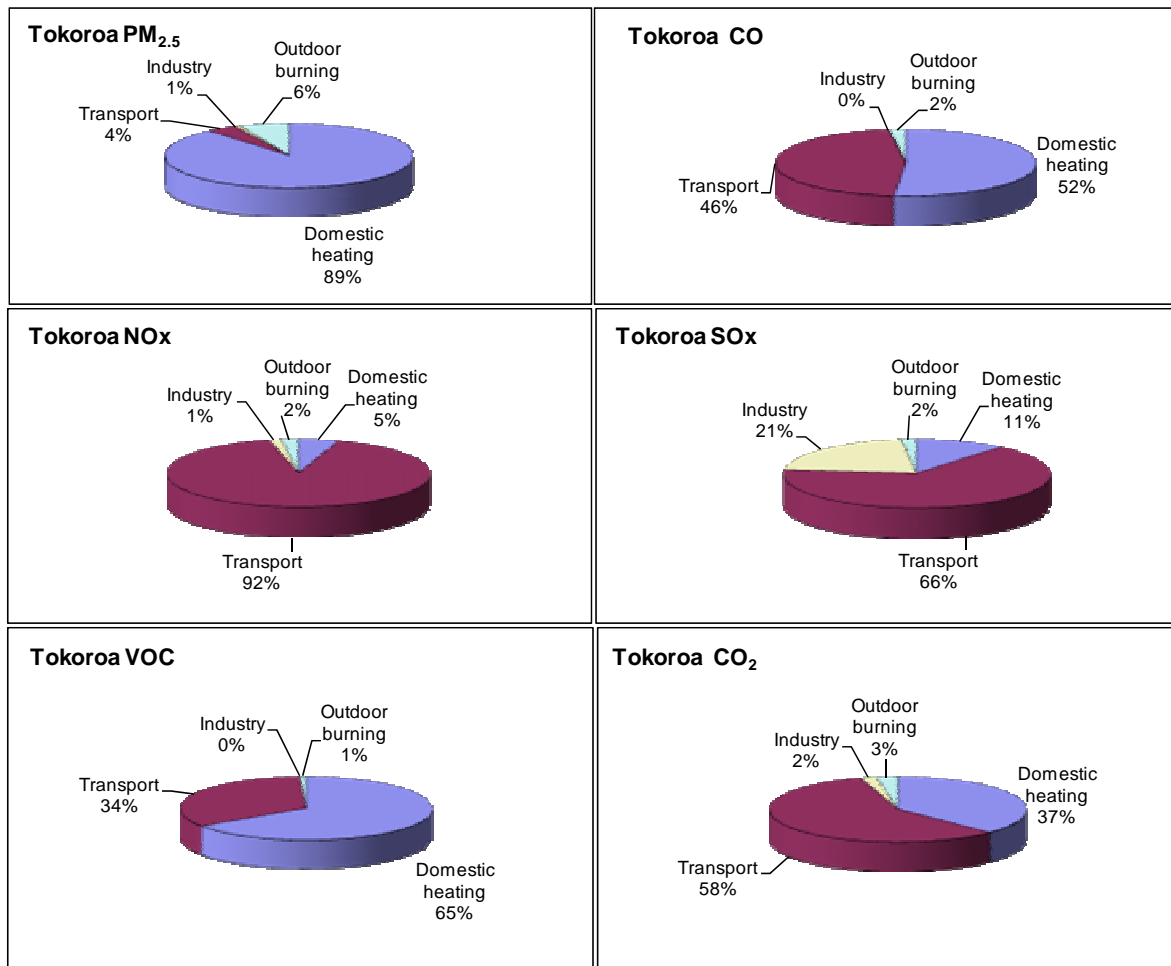 Tokoroa PM2.5
Industry
1%
Outdoor
burning
6%
Transport
4%
Domestic
heating
89%
Tokoroa CO
Industry
0%
Outdoor
burning
2%
Domestic
heating
52%
Transport
46%
Tokoroa NOx
Industry
1%
Outdoor
burning
2%
Domestic
heating
5%
Transport
92%
Tokoroa SOx
Industry
21%
Outdoor
burning
2%
Domestic
heating
11%
Transport
66%
Tokoroa VOC
Industry
0%
Outdoor
burning
1%
Transport
34%
Domestic
heating
65%
Tokoroa CO2
Industry
2%
Outdoor
burning
3%
Domestic
heating
37%
Transport
58%